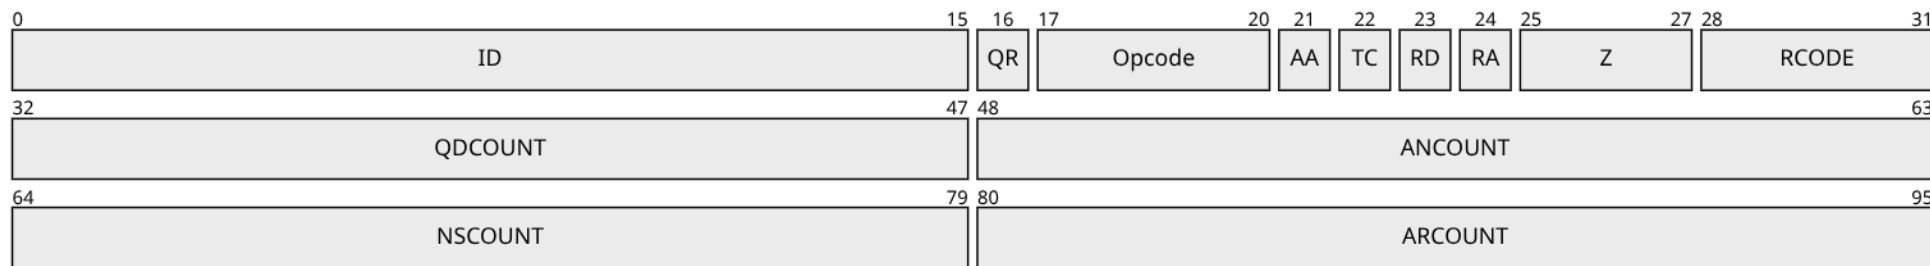 0 15 16 17 20 21 22 23 24 25 27 28 31
ID QR Opcode AA TC RD RA Z RCODE
32 47 48 63
QDCOUNT ANCOUNT
64 79 80 95
NSCOUNT ARCOUNT